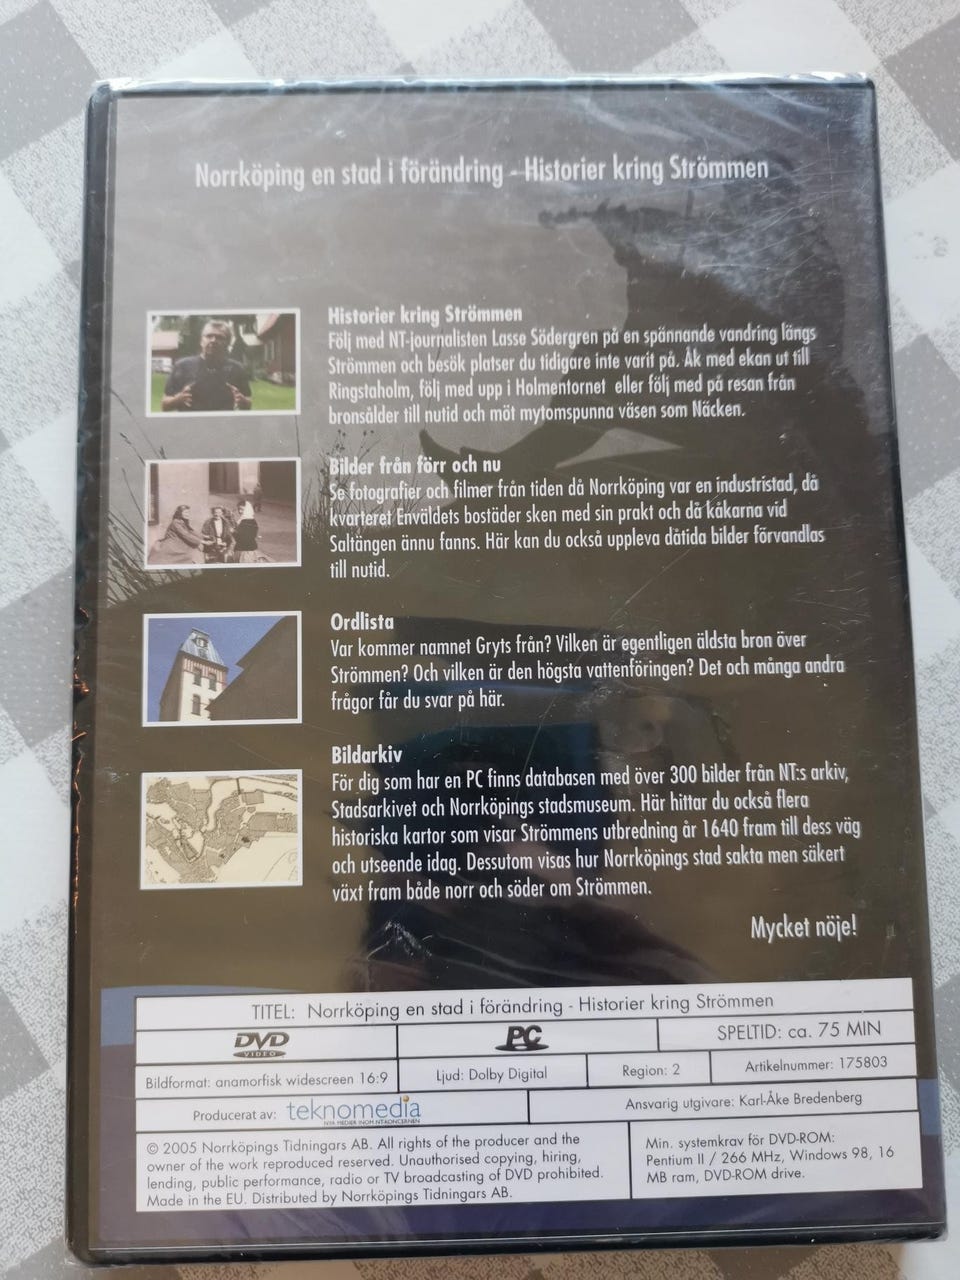 Norrköping en stad i förändring - Historier kring Strömmen
Historier kring Strömmen
Följ med NT-journalisten Lasse Södergren på en spännande vandring längs
Strömmen och besök platser du tidigare inte varit på. Åk med ekan ut till
Ringstaholm, följ med upp i Holmentornet eller följ med på resan från
bronsålder till nutid och möt mytomspunna väsen som Näcken.
Bilder från förr och nu
Se fotografier och filmer från tiden då Norrköping var en industristad, då
kvarteret Enväldets bostäder sken med sin prakt och då kåkarna vid
Saltängen ännu fanns. Här kan du också uppleva dåtida bilder förvandlas
till nutid.
Ordlista
Var kommer namnet Gryts från? Vilken är egentligen äldsta bron över
Strömmen? Och vilken är den högsta vattenföringen? Det och många andra
frågor får du svar på här.
Bildarkiv
För dig som har en PC finns databasen med över 300 bilder från NT:s arkiv,
Stadsarkivet och Norrköpings stadsmuseum. Här hittar du också flera
historiska kartor som visar Strömmens utbredning år 1640 fram till dess väg
och utseende idag. Dessutom visas hur Norrköpings stad sakta men säkert
växt fram både norr och söder om Strömmen.
Mycket nöje!
TITEL: Norrköping en stad i förändring - Historier kring Strömmen
DVD VIDEO
PC
SPELTID: ca. 75 MIN
Bildformat: anamorfisk widescreen 16:9
Ljud: Dolby Digital
Region: 2
Artikelnummer: 175803
Producerat av: teknomedia
NYA MEDIER INOM NT-KONCERNEN
Ansvarig utgivare: Karl-Åke Bredenberg
© 2005 Norrköpings Tidningars AB. All rights of the producer and the
owner of the work reproduced reserved. Unauthorised copying, hiring,
lending, public performance, radio or TV broadcasting of DVD prohibited.
Made in the EU. Distributed by Norrköpings Tidningars AB.
Min. systemkrav för DVD-ROM:
Pentium II / 266 MHz, Windows 98, 16
MB ram, DVD-ROM drive.